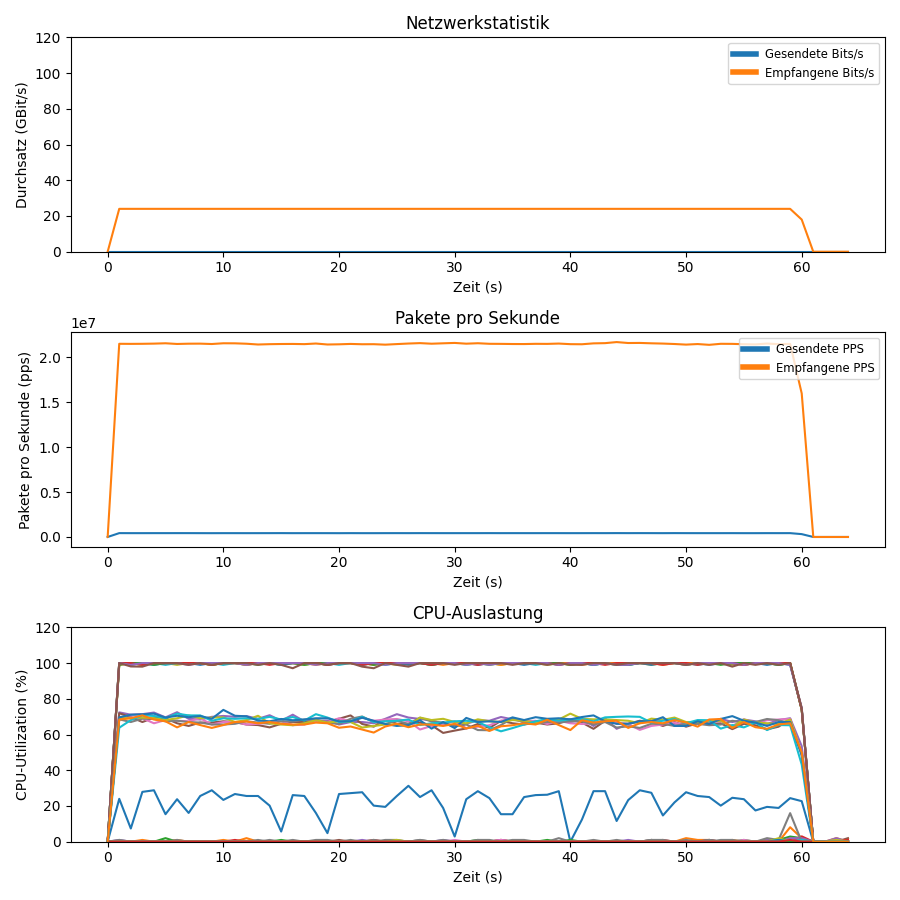 Netzwerkstatistik
120
100
80
60
40
20
0
Durchsatz (GBit/s)
Gesendete Bits/s
Empfangene Bits/s
0 10 20 30 40 50 60
Zeit (s)
Pakete pro Sekunde
1e7
2.0
1.5
1.0
0.5
0.0
Pakete pro Sekunde (pps)
Gesendete PPS
Empfangene PPS
0 10 20 30 40 50 60
Zeit (s)
CPU-Auslastung
120
100
80
60
40
20
0
CPU-Utilization (%)
0 10 20 30 40 50 60
Zeit (s)